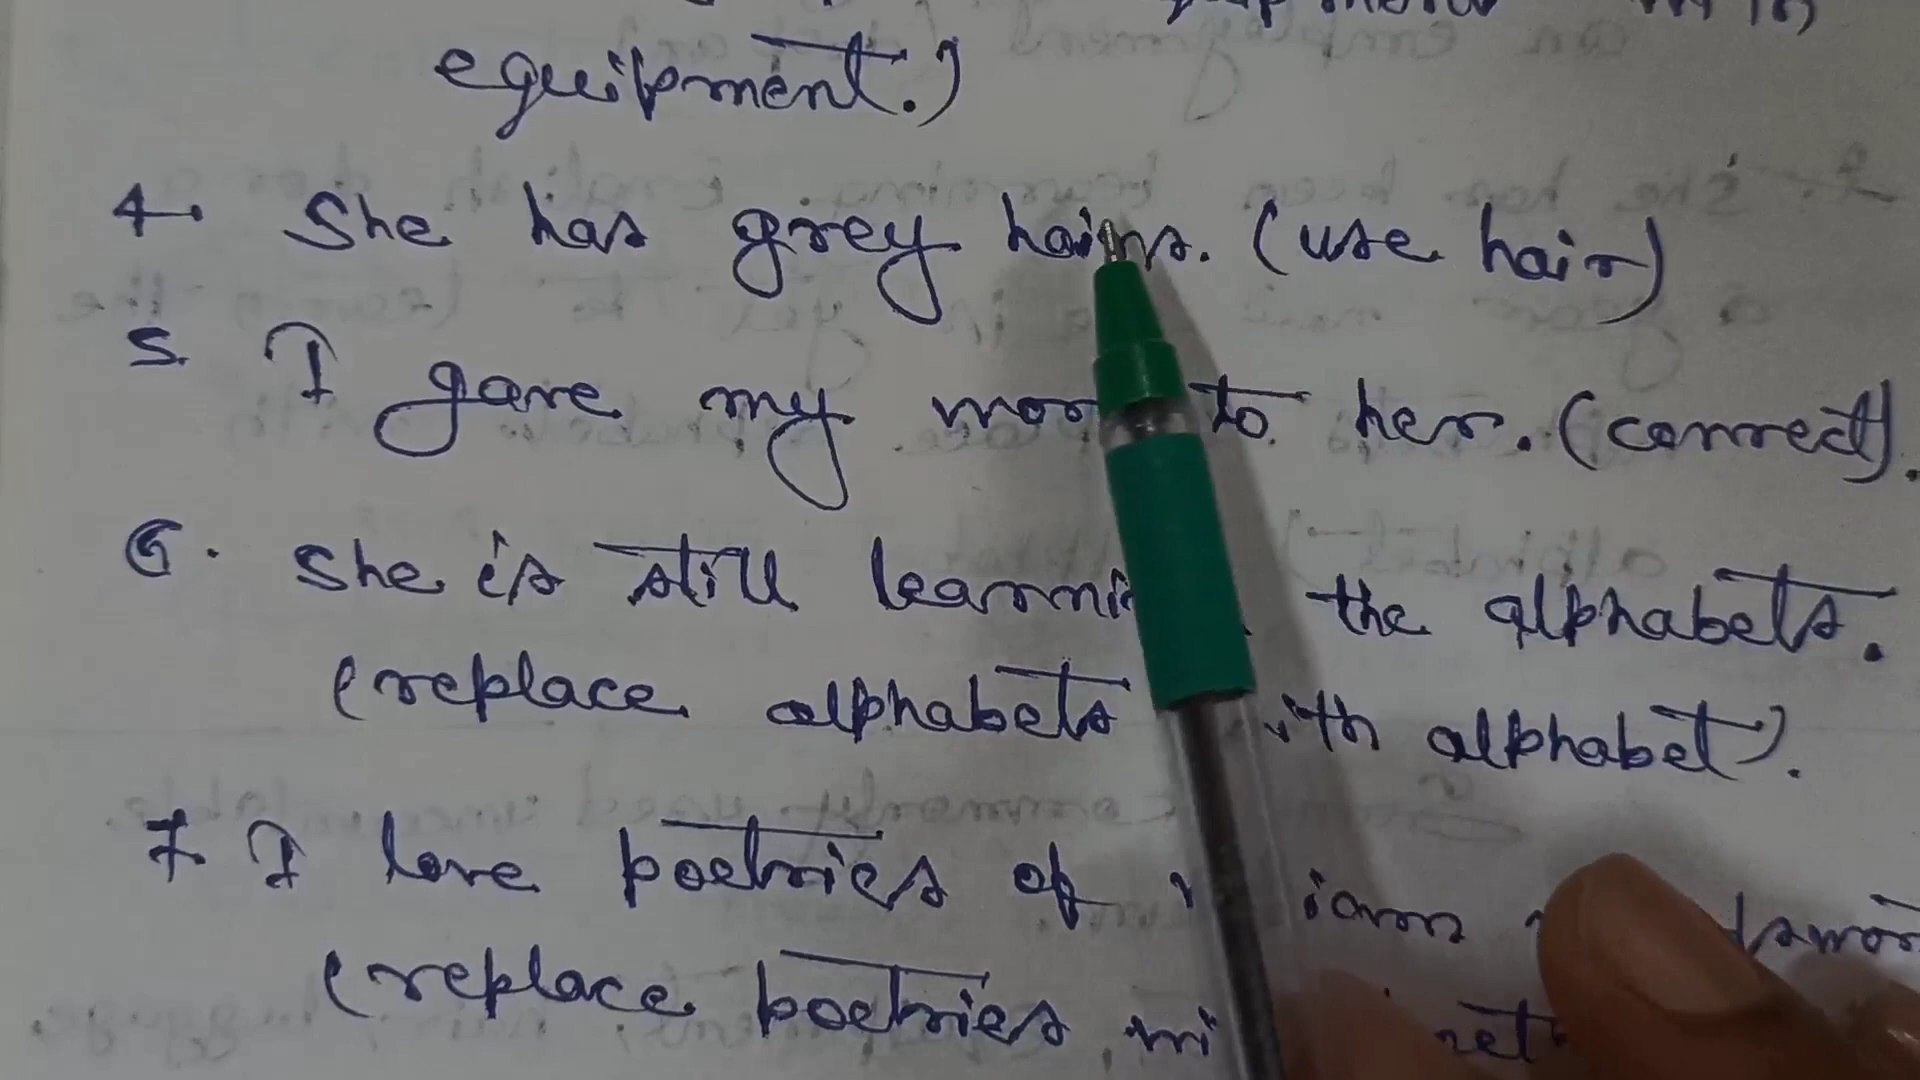 equipment.)
4. She has grey hairs. (use hair)
5. I gave my to her. (correct).
6. She is still the alphabets.
(replace alphabets with alphabet).
7. I love poetries of
(replace poetries